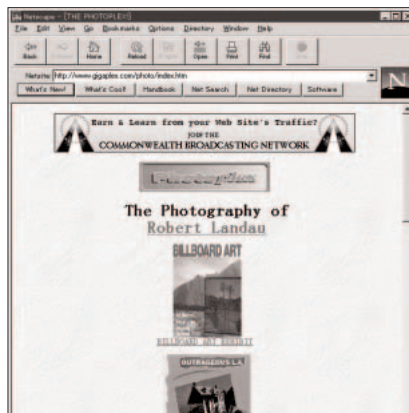 Netscape - [THE PHOTOPLEX!]
File Edit View Go Bookmarks Options Directory Window Help
Back Home Reload Open Print Find
Netsite: http://www.gigaplex.com/photo/index.htm
What's New! What's Cool! Handbook Net Search Net Directory Software
N
Earn & Learn from your Web Site's Traffic?
JOIN THE
COMMONWEALTH BROADCASTING NETWORK
The Photography of
Robert Landau
BILLBOARD ART
BILLBOARD ART EXHIBIT
OUTRAGEOUS L.A.